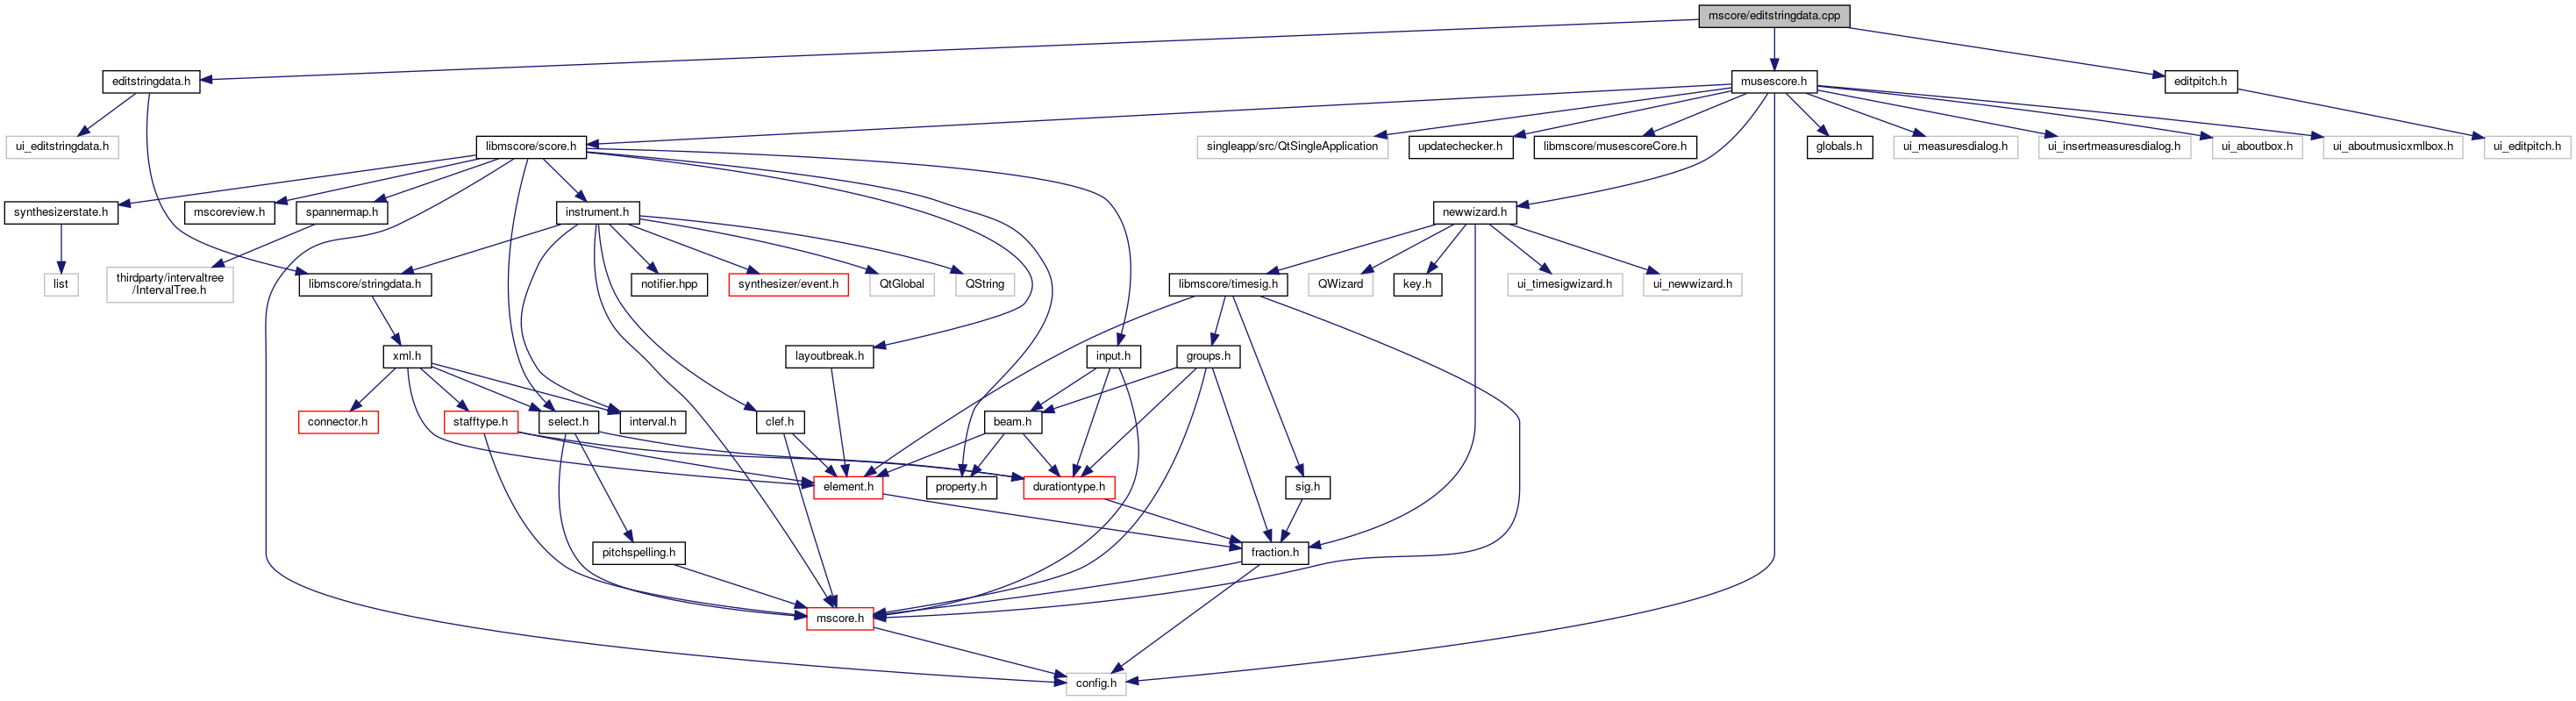 mscore/editstringdata.cpp
editstringdata.h
musescore.h
editpitch.h
ui_editstringdata.h
libmscore/score.h
singleapp/src/QtSingleApplication
updatechecker.h
libmscore/musescoreCore.h
globals.h
ui_measuresdialog.h
ui_insertmeasuresdialog.h
ui_aboutbox.h
ui_aboutmusicxmlbox.h
ui_editpitch.h
synthesizerstate.h
mscoreview.h
spannermap.h
instrument.h
newwizard.h
list
thirdparty/intervaltree
/IntervalTree.h
libmscore/stringdata.h
notifier.hpp
synthesizer/event.h
QtGlobal
QString
libmscore/timesig.h
QWizard
key.h
ui_timesigwizard.h
ui_newwizard.h
xml.h
layoutbreak.h
input.h
groups.h
connector.h
stafftype.h
select.h
interval.h
clef.h
beam.h
element.h
property.h
durationtype.h
sig.h
pitchspelling.h
fraction.h
mscore.h
config.h